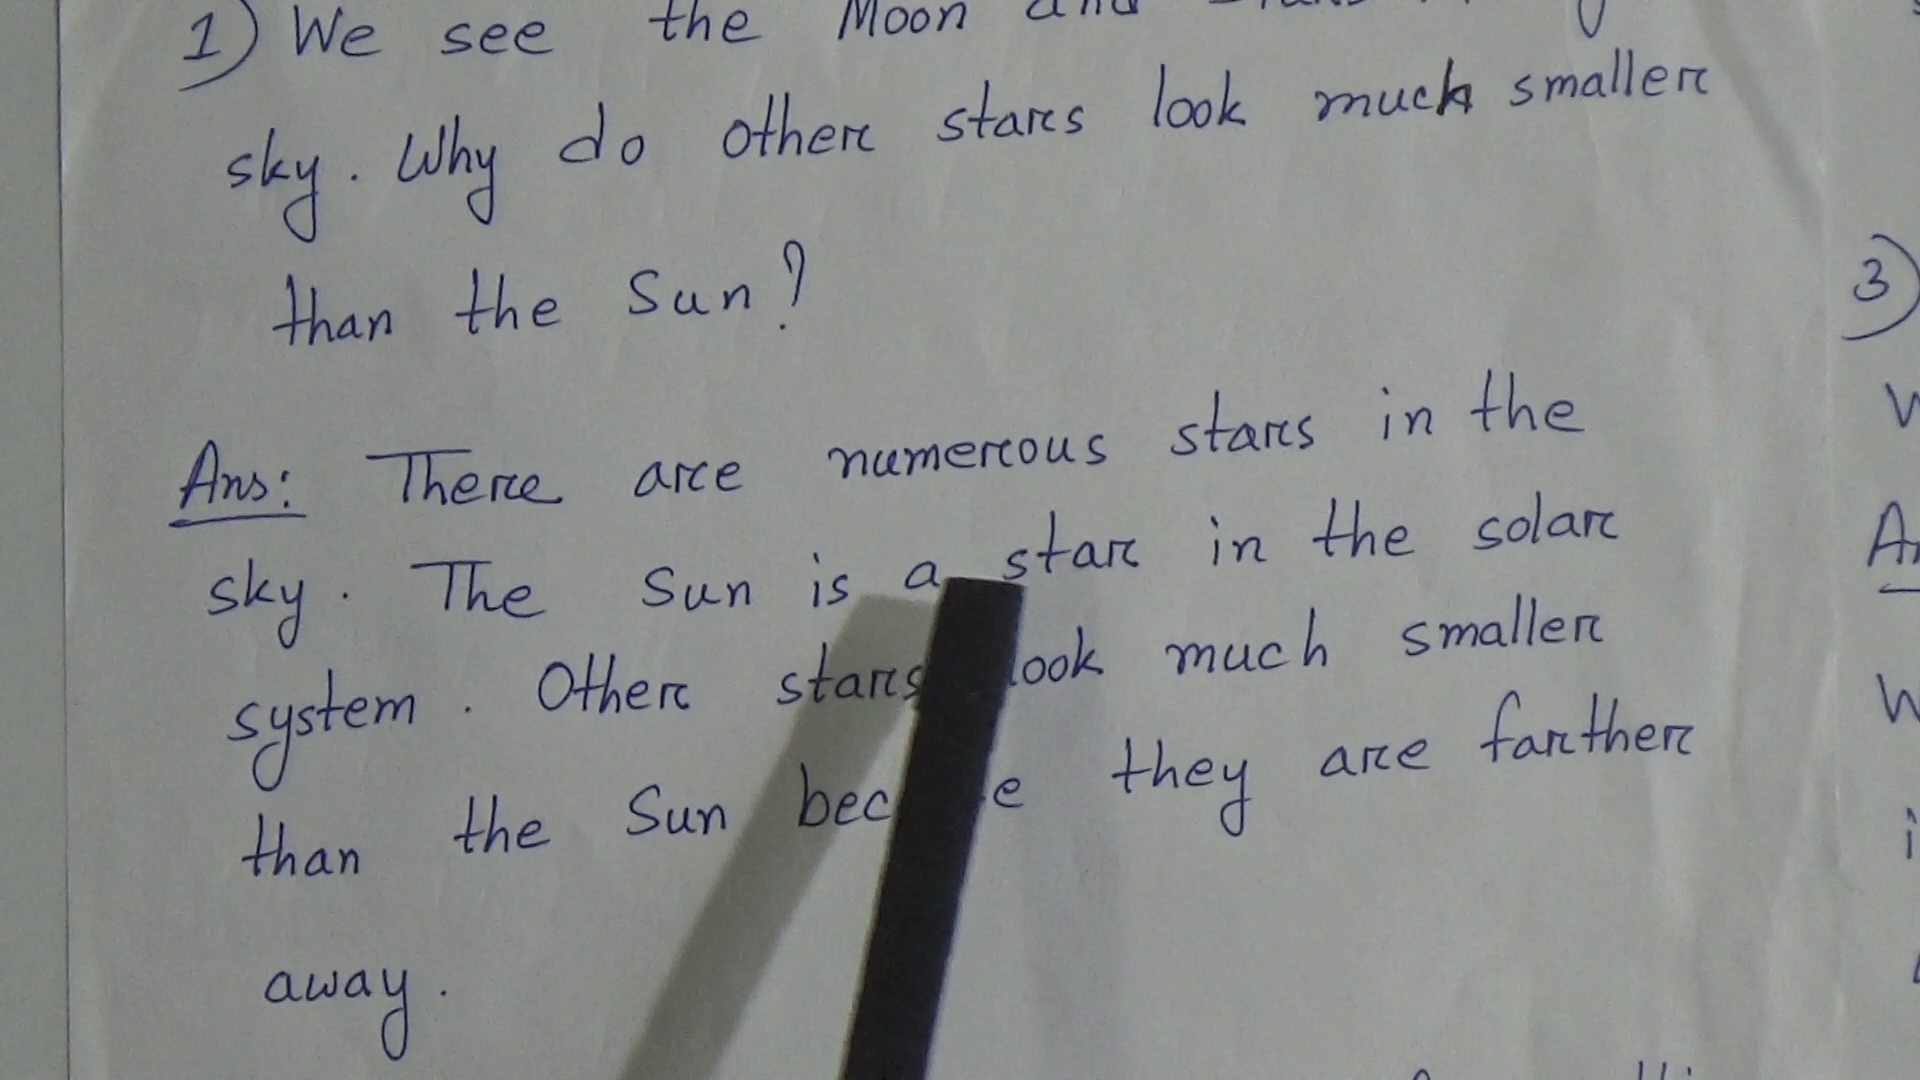 1) We see the Moon and
sky. Why do other stars look much smaller
than the Sun?
Ans: There are numerous stars in the
sky. The Sun is a star in the solar
system. Other stars look much smaller
than the Sun bec e they are farther
away.
3)